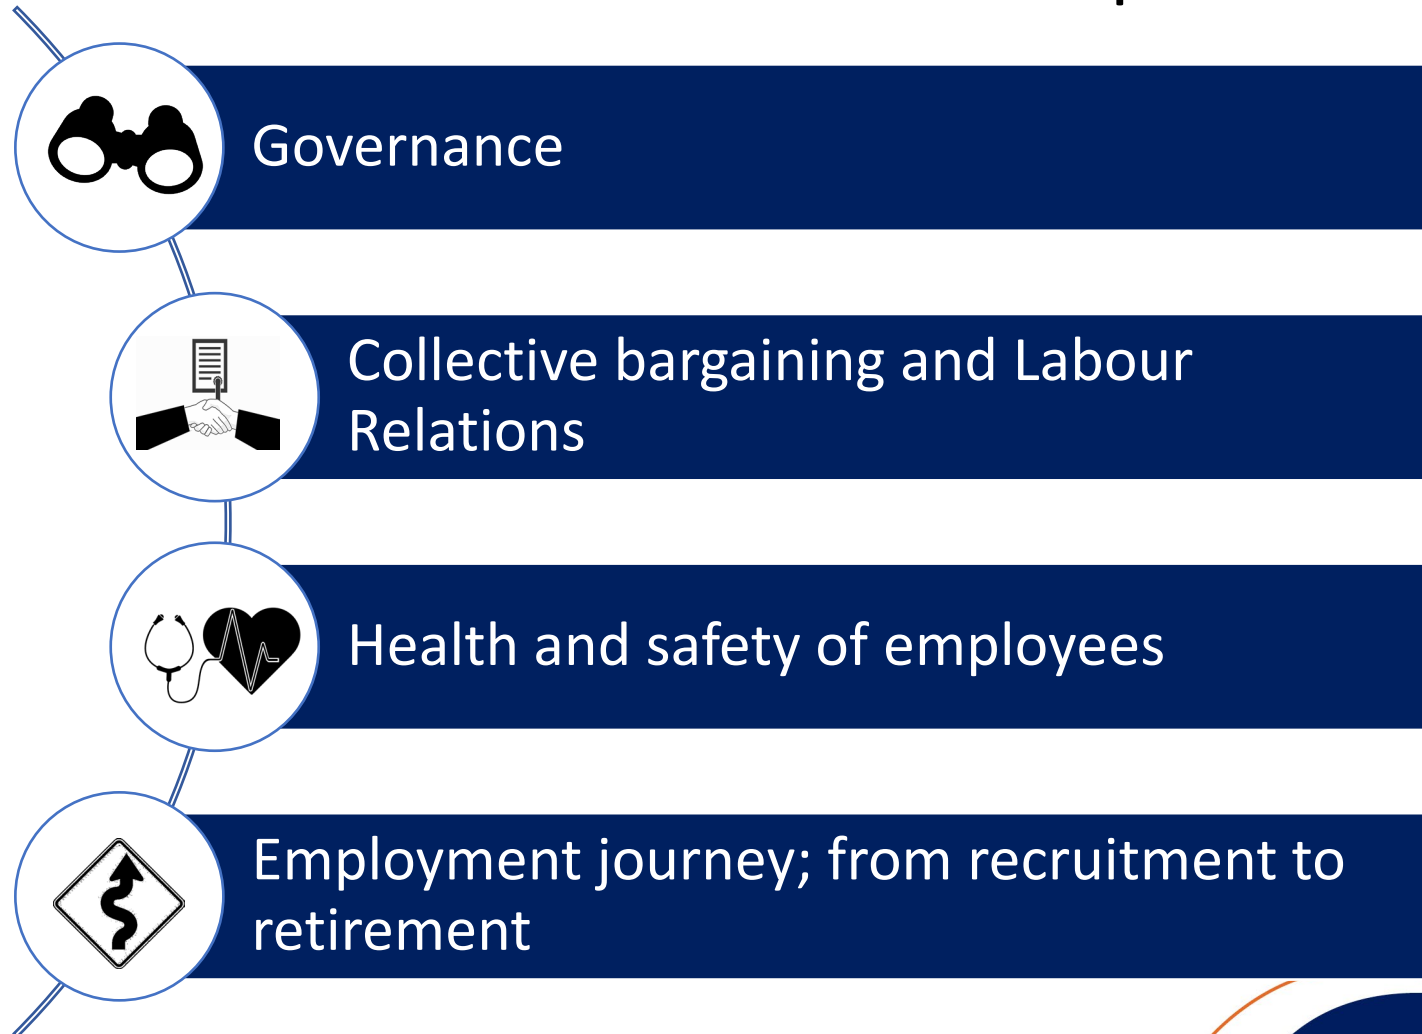 Governance
Collective bargaining and Labour
Relations
Health and safety of employees
Employment journey; from recruitment to
retirement